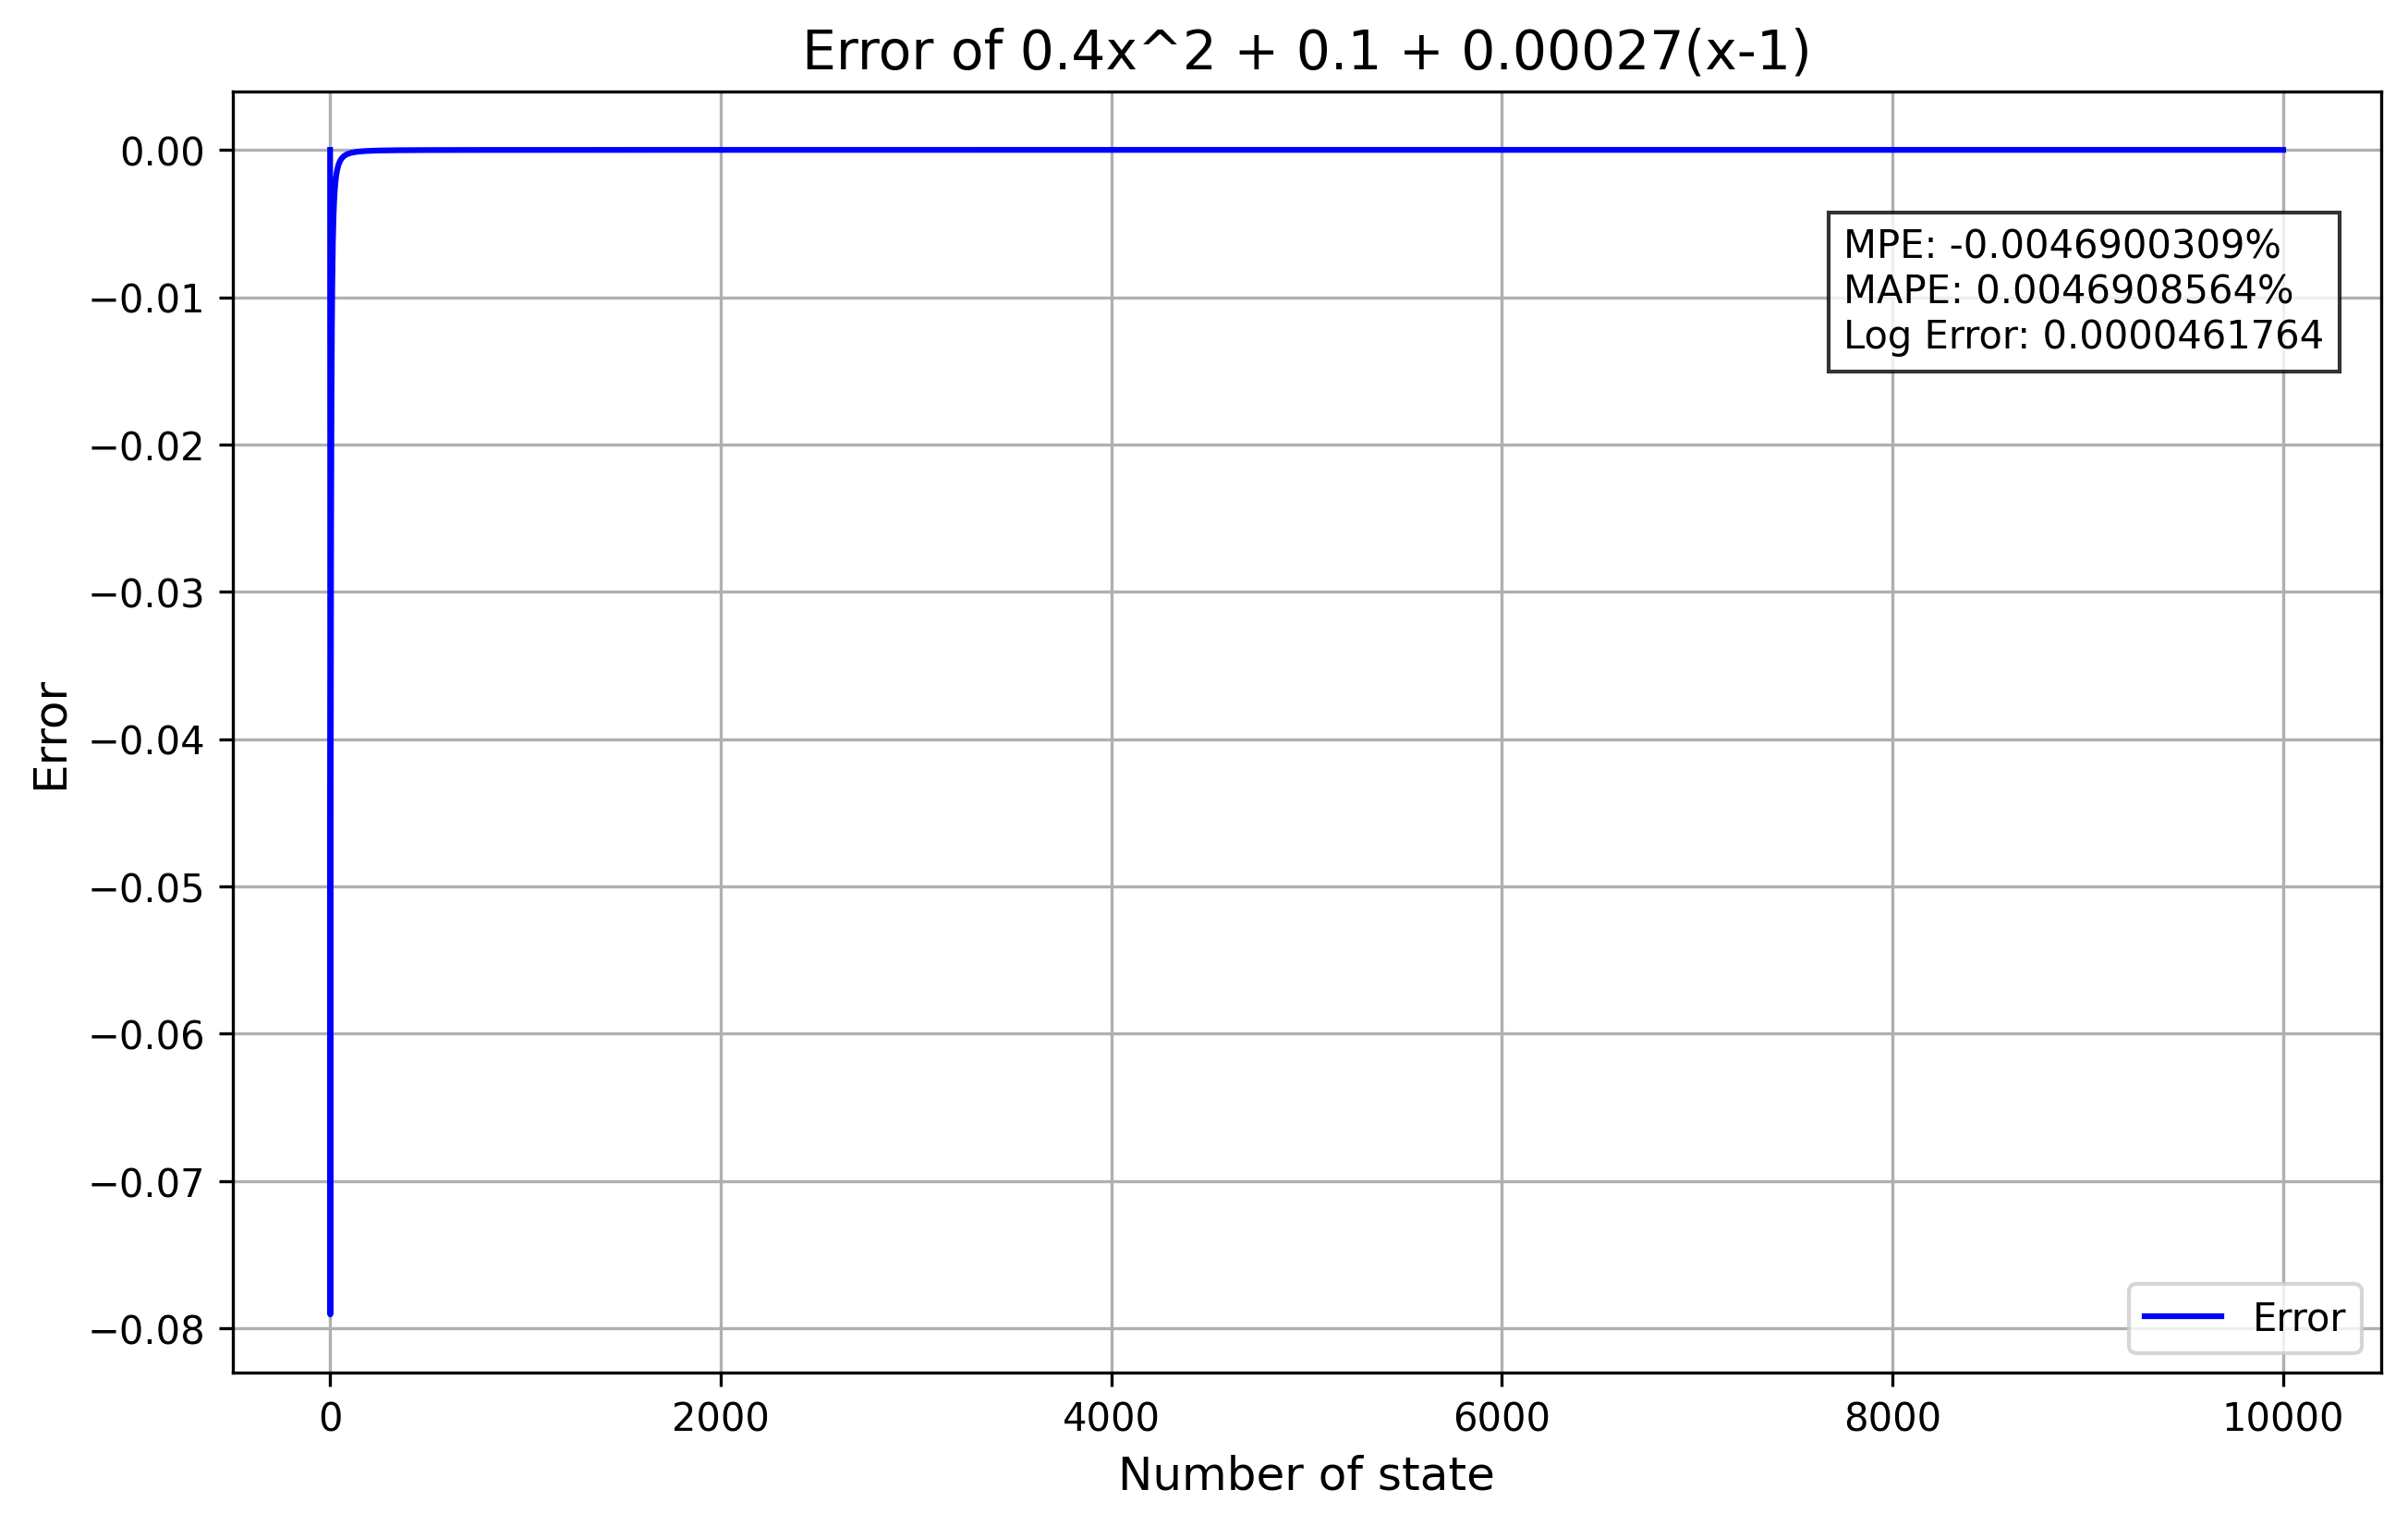 Error of 0.4x^2 + 0.1 + 0.00027(x-1)
0.00
−0.01
−0.02
−0.03
−0.04
−0.05
−0.06
−0.07
−0.08
Error
MPE: -0.0046900309%
MAPE: 0.0046908564%
Log Error: 0.0000461764
Error
0 2000 4000 6000 8000 10000
Number of state